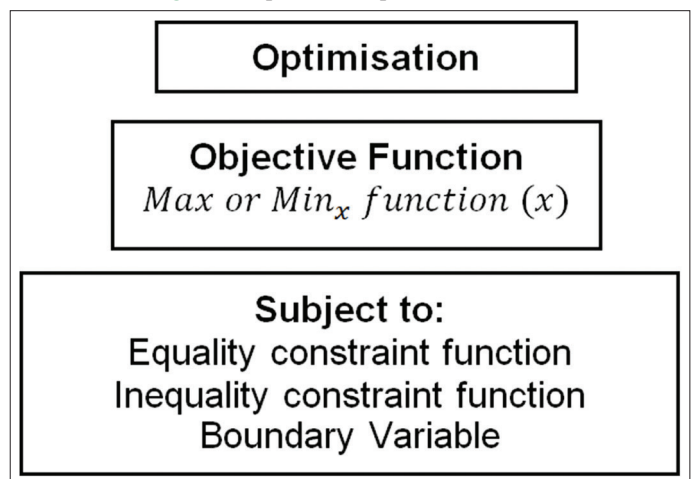 Optimisation
Objective Function
Max or Minₓ function (x)
Subject to:
Equality constraint function
Inequality constraint function
Boundary Variable